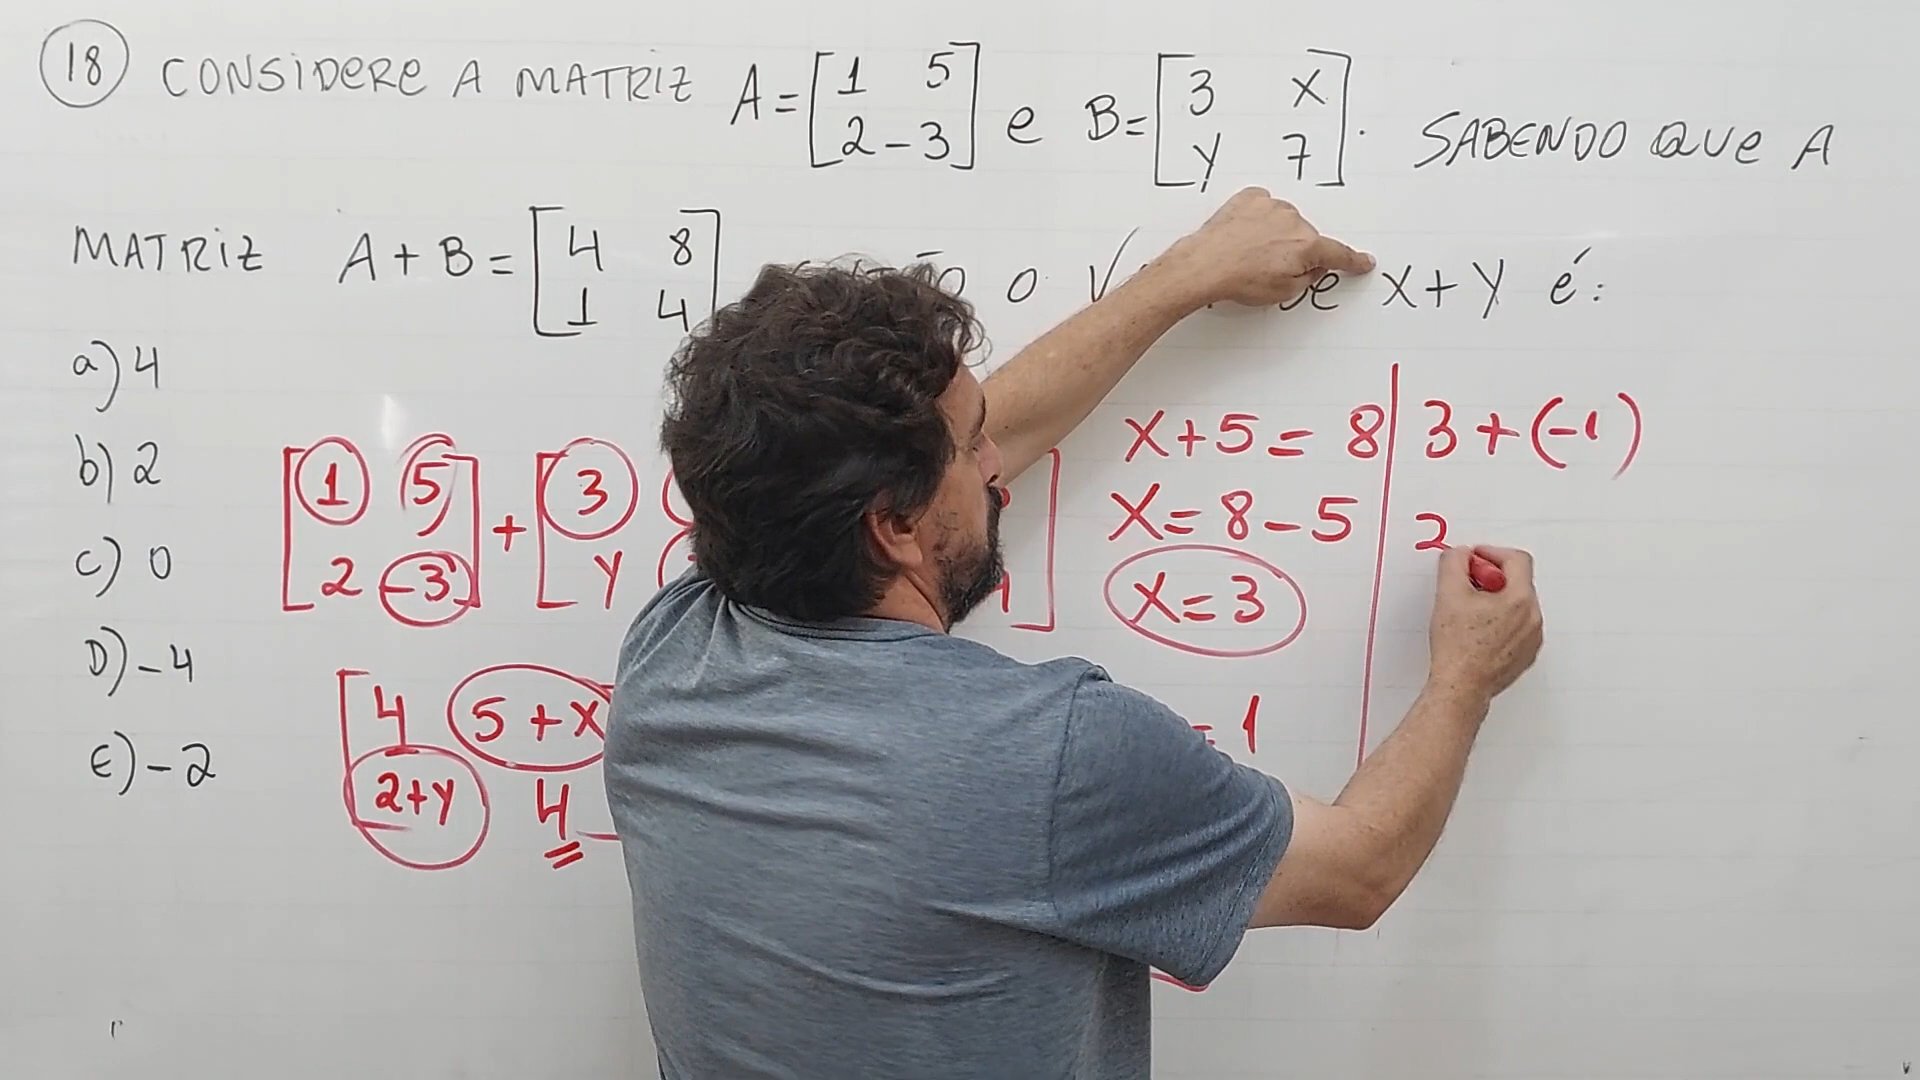 18 CONSIDERE A MATRIZ A = [1 5 e B = [3 x]. SABENDO QUE A
2 -3] y 7
MATRIZ A + B = [4 8 O x + y é:
1 4]
a) 4
b) 2
c) 0
D) -4
E) -2
[1 5] + [3
2 -3 y
[4 5 + x
2+y 4
x + 5 = 8
x = 8 - 5
x = 3
= 1
3 + (-1)
2